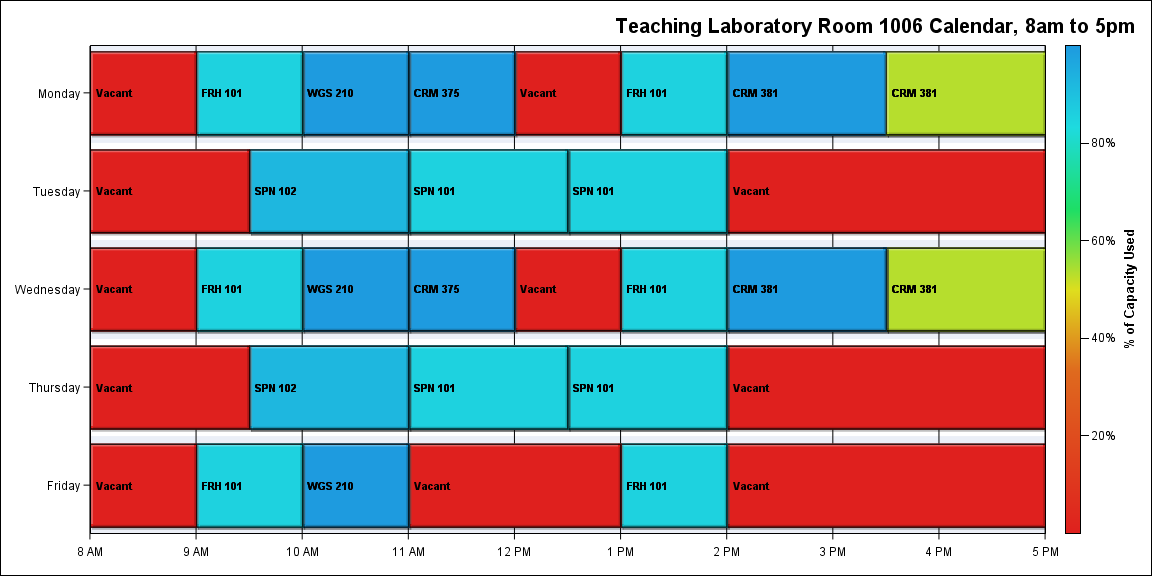 Teaching Laboratory Room 1006 Calendar, 8am to 5pm
Monday
Vacant
FRH 101
WGS 210
CRM 375
Vacant
FRH 101
CRM 381
CRM 381
80%
Tuesday
Vacant
SPN 102
SPN 101
SPN 101
Vacant
60%
Wednesday
Vacant
FRH 101
WGS 210
CRM 375
Vacant
FRH 101
CRM 381
CRM 381
% of Capacity Used
40%
Thursday
Vacant
SPN 102
SPN 101
SPN 101
Vacant
20%
Friday
Vacant
FRH 101
WGS 210
Vacant
FRH 101
Vacant
8 AM
9 AM
10 AM
11 AM
12 PM
1 PM
2 PM
3 PM
4 PM
5 PM